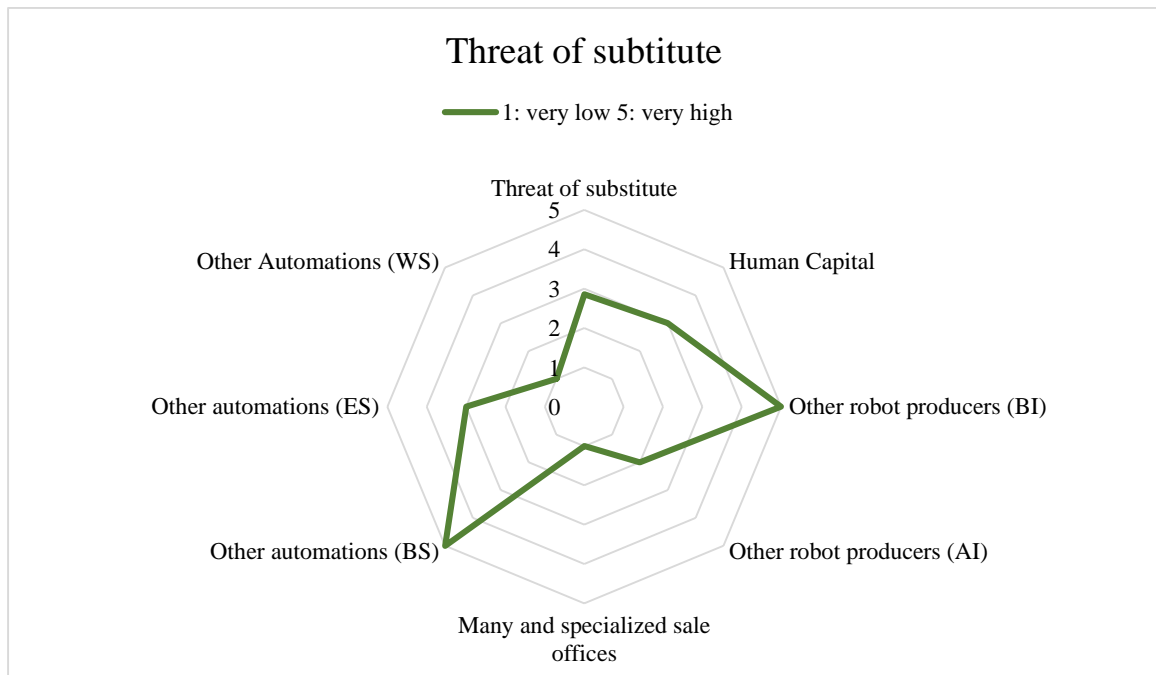 Threat of subtitute
1: very low 5: very high
Threat of substitute
5
4
3
2
1
0
Human Capital
Other robot producers (BI)
Other robot producers (AI)
Many and specialized sale
offices
Other automations (BS)
Other automations (ES)
Other Automations (WS)